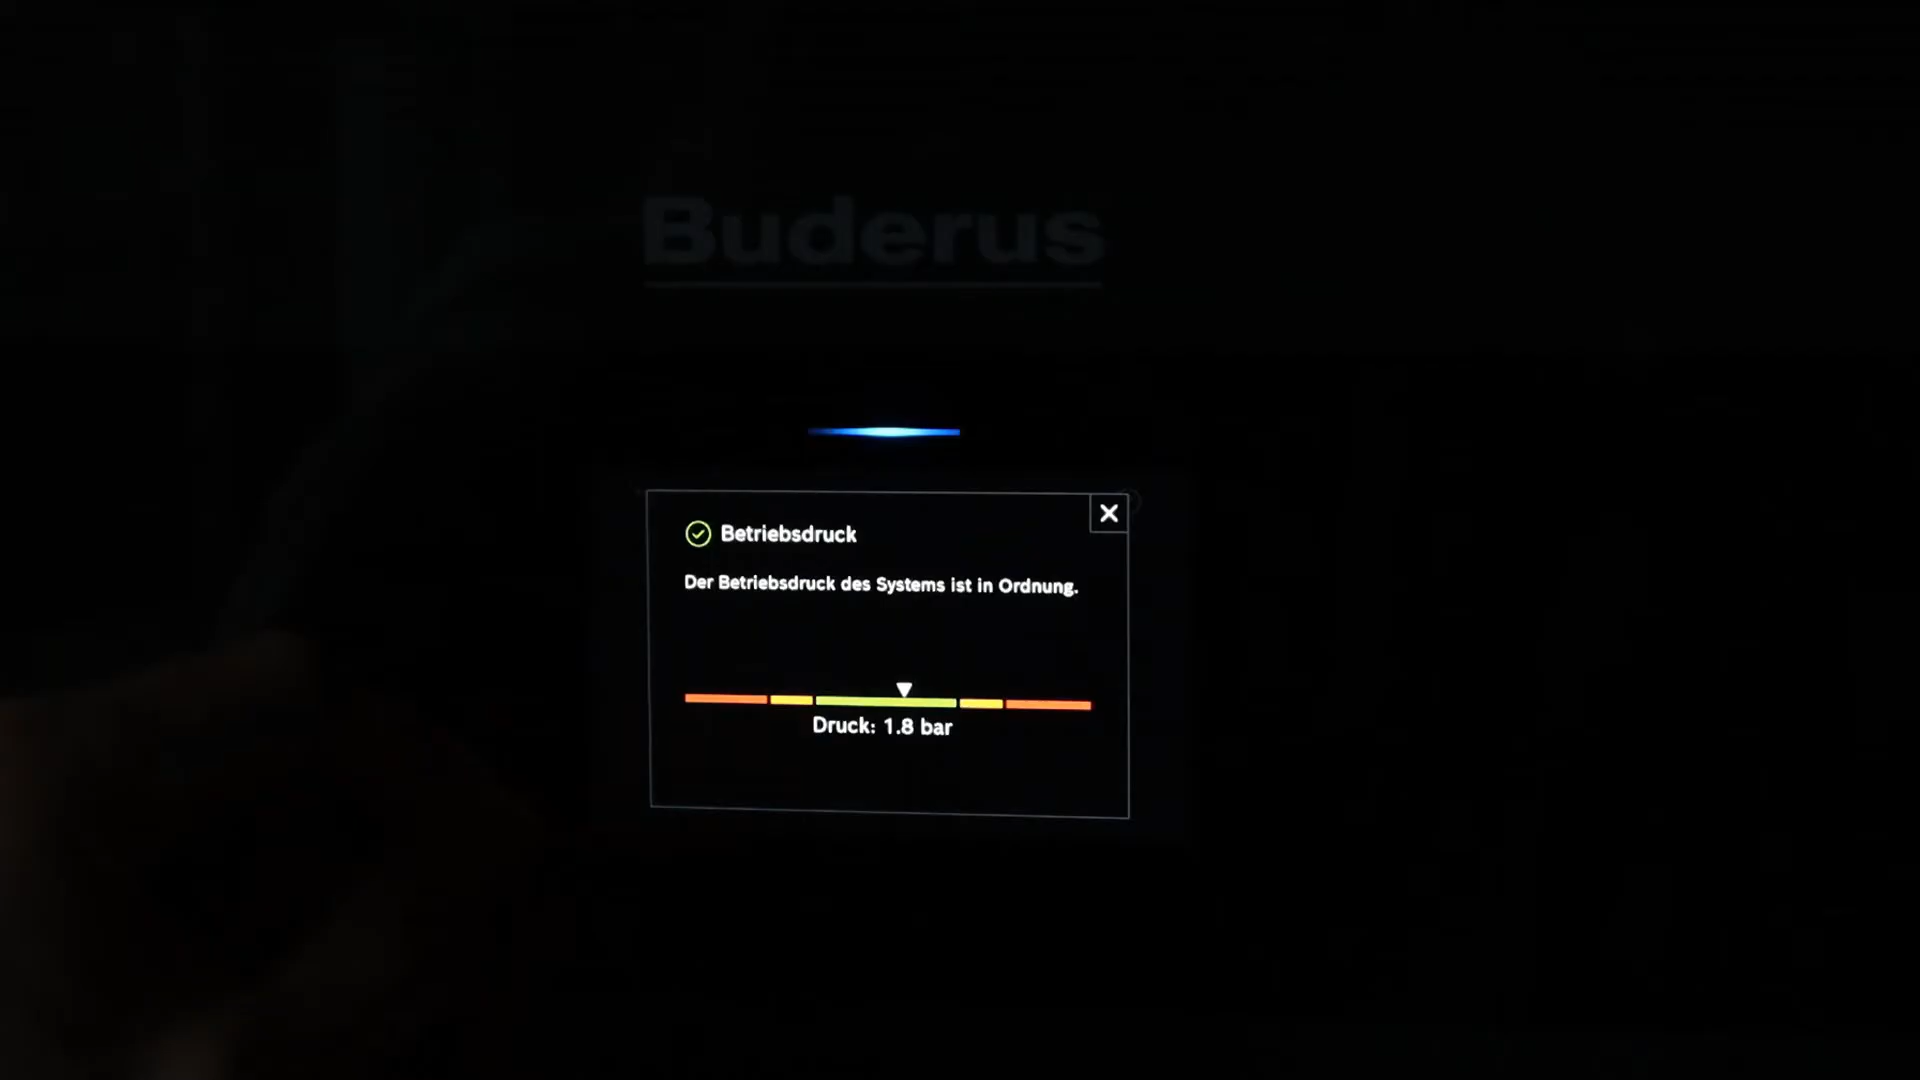 Buderus
Betriebsdruck
Der Betriebsdruck des Systems ist in Ordnung.
Druck: 1.8 bar